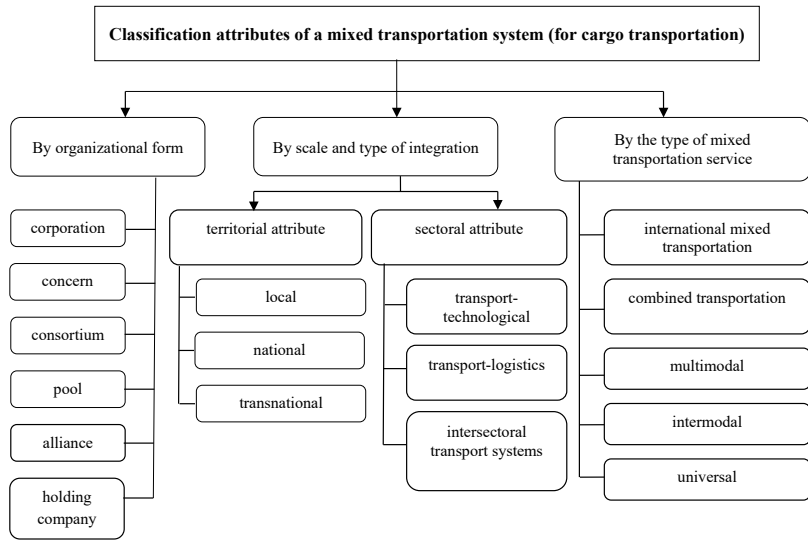 Classification attributes of a mixed transportation system (for cargo transportation)
By organizational form
By scale and type of integration
By the type of mixed
transportation service
corporation
concern
consortium
pool
alliance
holding
company
territorial attribute
local
national
transnational
sectoral attribute
transport-
technological
transport-logistics
intersectoral
transport systems
international mixed
transportation
combined transportation
multimodal
intermodal
universal